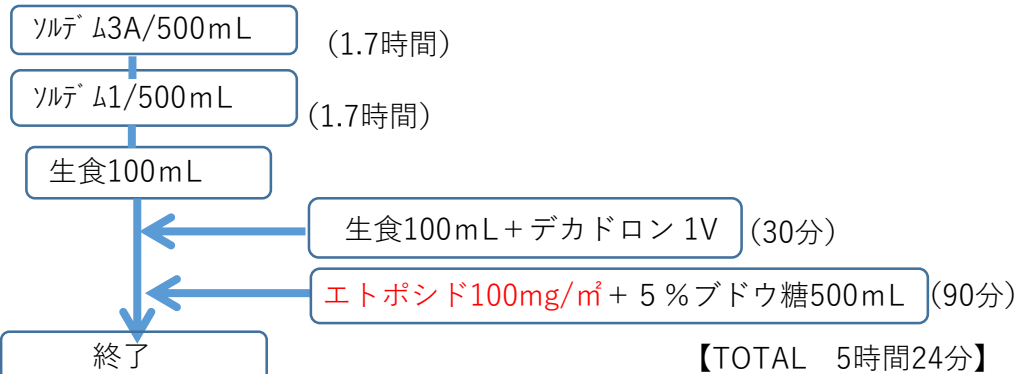 ｿﾙﾃﾞﾑ3A/500mL
(1.7時間)
ｿﾙﾃﾞﾑ1/500mL
(1.7時間)
生食100mL
生食100mL+デカドロン 1V
(30分)
エトポシド100mg/㎡+５%ブドウ糖500mL
(90分)
終了
【TOTAL　5時間24分】